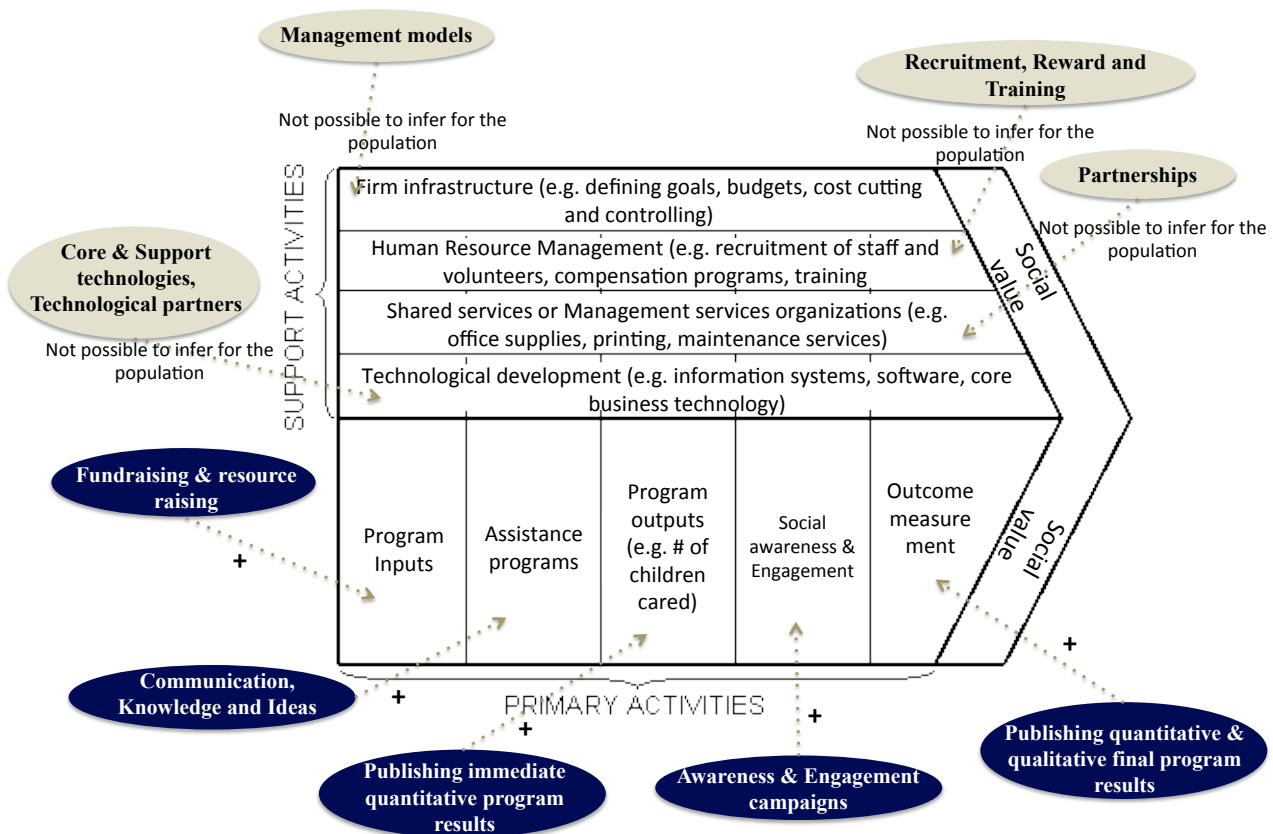 Management models
Recruitment, Reward and
Training
Not possible to infer for the
population
Not possible to infer for the
population
Partnerships
Not possible to infer for the
population
Firm infrastructure (e.g. defining goals, budgets, cost cutting
and controlling)
Human Resource Management (e.g. recruitment of staff and
volunteers, compensation programs, training
Shared services or Management services organizations (e.g.
office supplies, printing, maintenance services)
Technological development (e.g. information systems, software, core
business technology)
SUPPORT ACTIVITIES
Core & Support
technologies,
Technological partners
Not possible to infer for the
population
Social
value
Fundraising & resource
raising
+
Program
Inputs
Assistance
programs
Program
outputs
(e.g. # of
children
cared)
Social
awareness &
Engagement
Outcome
measure
ment
Social
value
+
Communication,
Knowledge and Ideas
+
PRIMARY ACTIVITIES
+
+
Publishing immediate
quantitative program
results
Awareness & Engagement
campaigns
Publishing quantitative &
qualitative final program
results